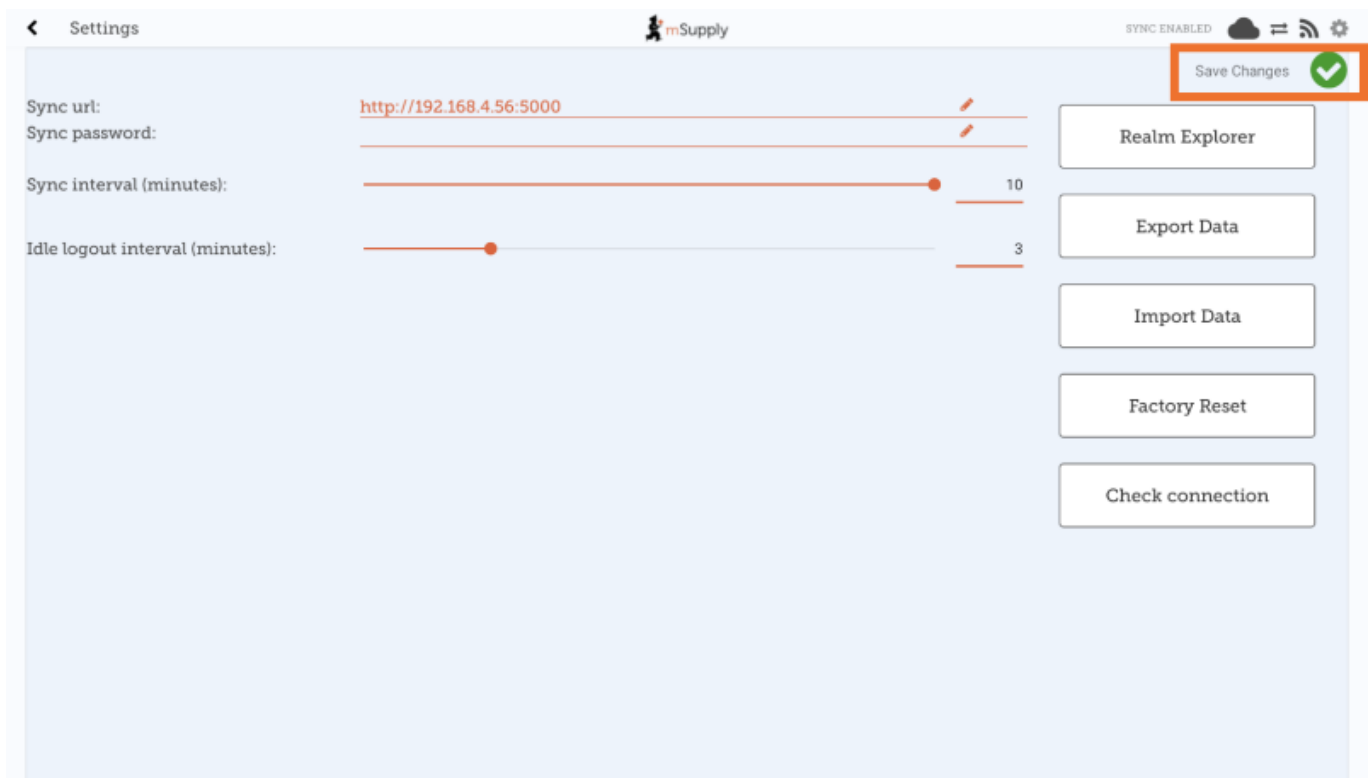 Settings
mSupply
SYNC ENABLED
Save Changes
Sync url:
http://192.168.4.56:5000
Sync password:
Sync interval (minutes):
10
Idle logout interval (minutes):
3
Realm Explorer
Export Data
Import Data
Factory Reset
Check connection